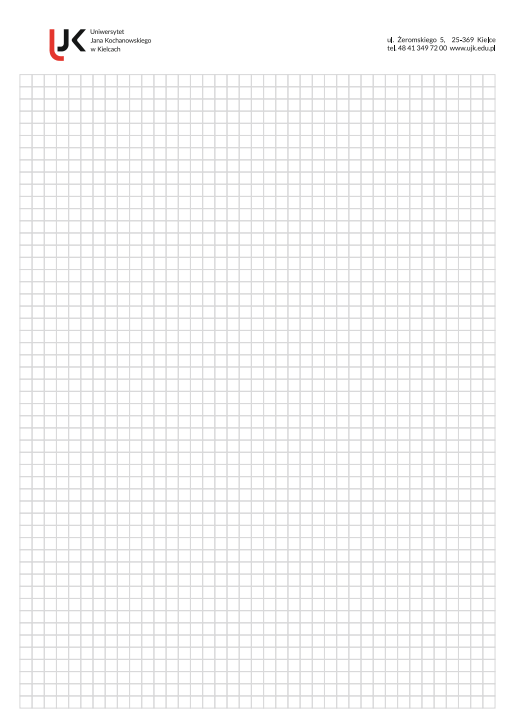 UJK
Uniwersytet
Jana Kochanowskiego
w Kielcach
ul. Żeromskiego 5, 25-369 Kielce
tel. 48 41 349 72 00 www.ujk.edu.pl